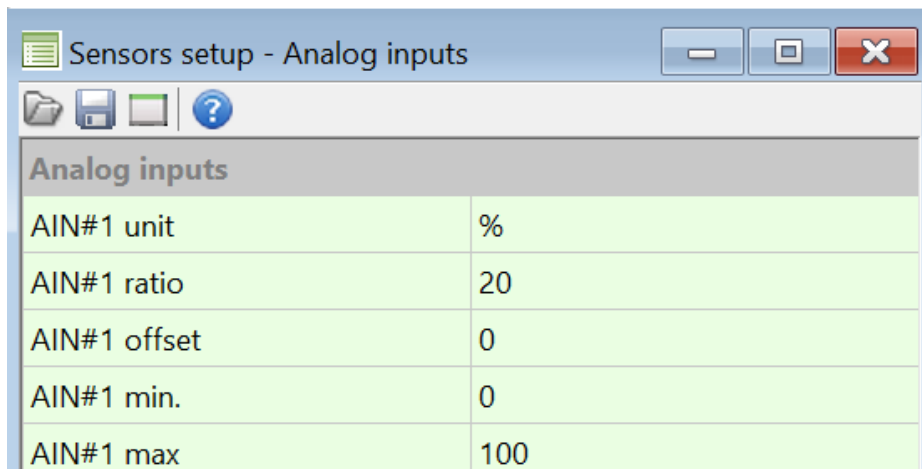 Sensors setup - Analog inputs
Analog inputs
AIN#1 unit %
AIN#1 ratio 20
AIN#1 offset 0
AIN#1 min. 0
AIN#1 max 100